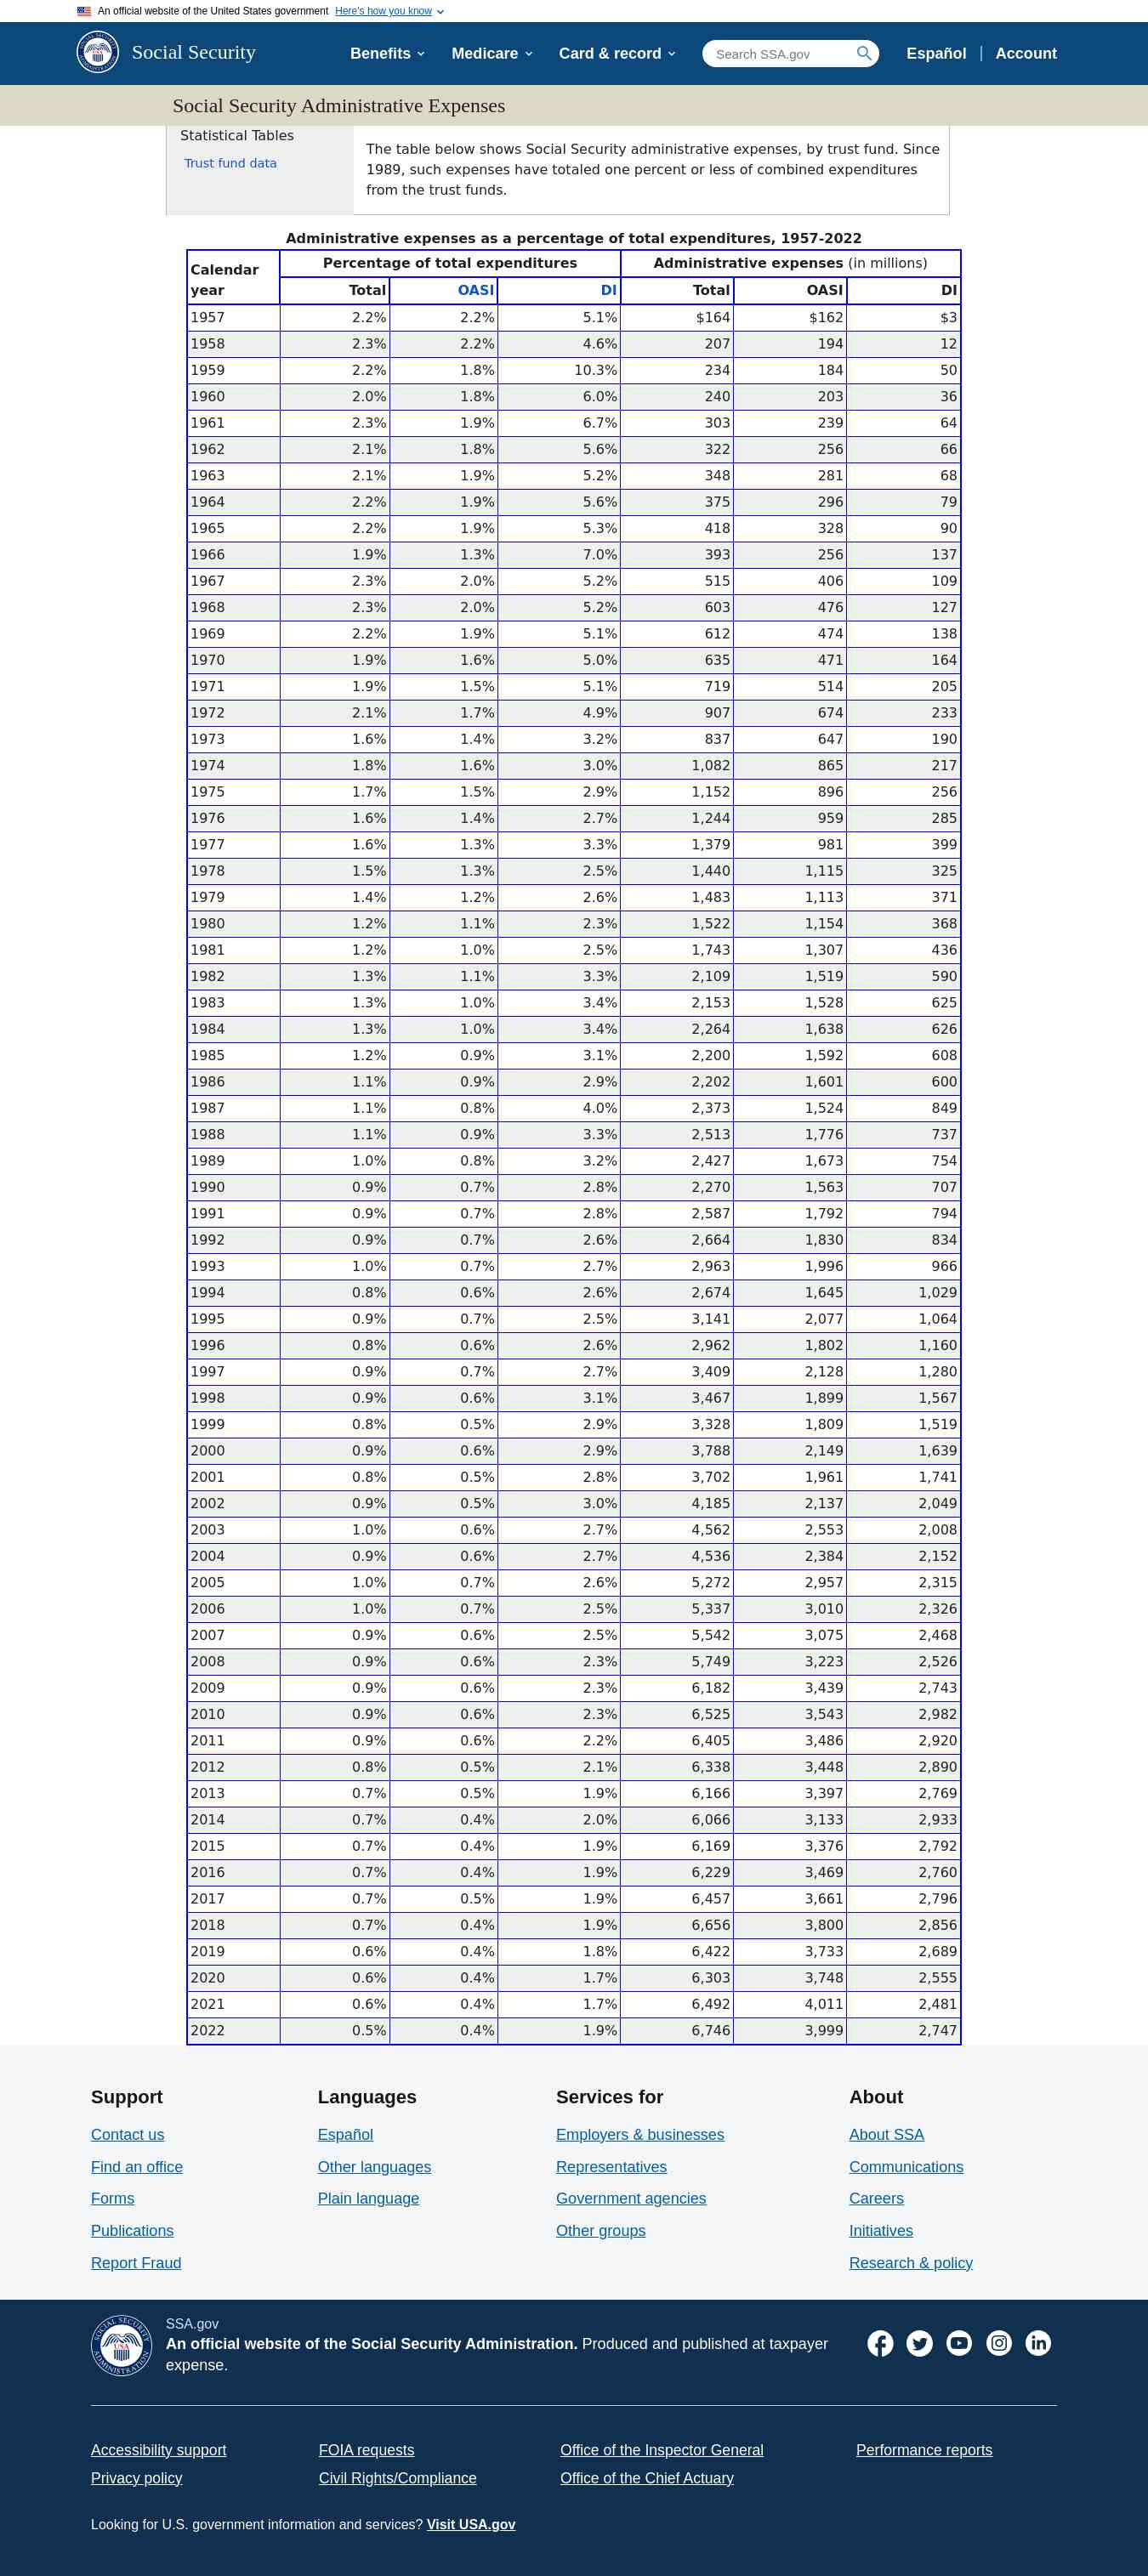 An official website of the United States government Here's how you know
Social Security Benefits Medicare Card & record Search SSA.gov Español Account
Social Security Administrative Expenses
Statistical Tables
Trust fund data
The table below shows Social Security administrative expenses, by trust fund. Since
1989, such expenses have totaled one percent or less of combined expenditures
from the trust funds.
Administrative expenses as a percentage of total expenditures, 1957-2022
Calendar year Percentage of total expenditures Administrative expenses (in millions)
Total OASI DI Total OASI DI
1957 2.2% 2.2% 5.1% $164 $162 $3
1958 2.3% 2.2% 4.6% 207 194 12
1959 2.2% 1.8% 10.3% 234 184 50
1960 2.0% 1.8% 6.0% 240 203 36
1961 2.3% 1.9% 6.7% 303 239 64
1962 2.1% 1.8% 5.6% 322 256 66
1963 2.1% 1.9% 5.2% 348 281 68
1964 2.2% 1.9% 5.6% 375 296 79
1965 2.2% 1.9% 5.3% 418 328 90
1966 1.9% 1.3% 7.0% 393 256 137
1967 2.3% 2.0% 5.2% 515 406 109
1968 2.3% 2.0% 5.2% 603 476 127
1969 2.2% 1.9% 5.1% 612 474 138
1970 1.9% 1.6% 5.0% 635 471 164
1971 1.9% 1.5% 5.1% 719 514 205
1972 2.1% 1.7% 4.9% 907 674 233
1973 1.6% 1.4% 3.2% 837 647 190
1974 1.8% 1.6% 3.0% 1,082 865 217
1975 1.7% 1.5% 2.9% 1,152 896 256
1976 1.6% 1.4% 2.7% 1,244 959 285
1977 1.6% 1.3% 3.3% 1,379 981 399
1978 1.5% 1.3% 2.5% 1,440 1,115 325
1979 1.4% 1.2% 2.6% 1,483 1,113 371
1980 1.2% 1.1% 2.3% 1,522 1,154 368
1981 1.2% 1.0% 2.5% 1,743 1,307 436
1982 1.3% 1.1% 3.3% 2,109 1,519 590
1983 1.3% 1.0% 3.4% 2,153 1,528 625
1984 1.3% 1.0% 3.4% 2,264 1,638 626
1985 1.2% 0.9% 3.1% 2,200 1,592 608
1986 1.1% 0.9% 2.9% 2,202 1,601 600
1987 1.1% 0.8% 4.0% 2,373 1,524 849
1988 1.1% 0.9% 3.3% 2,513 1,776 737
1989 1.0% 0.8% 3.2% 2,427 1,673 754
1990 0.9% 0.7% 2.8% 2,270 1,563 707
1991 0.9% 0.7% 2.8% 2,587 1,792 794
1992 0.9% 0.7% 2.6% 2,664 1,830 834
1993 1.0% 0.7% 2.7% 2,963 1,996 966
1994 0.8% 0.6% 2.6% 2,674 1,645 1,029
1995 0.9% 0.7% 2.5% 3,141 2,077 1,064
1996 0.8% 0.6% 2.6% 2,962 1,802 1,160
1997 0.9% 0.7% 2.7% 3,409 2,128 1,280
1998 0.9% 0.6% 3.1% 3,467 1,899 1,567
1999 0.8% 0.5% 2.9% 3,328 1,809 1,519
2000 0.9% 0.6% 2.9% 3,788 2,149 1,639
2001 0.8% 0.5% 2.8% 3,702 1,961 1,741
2002 0.9% 0.5% 3.0% 4,185 2,137 2,049
2003 1.0% 0.6% 2.7% 4,562 2,553 2,008
2004 0.9% 0.6% 2.7% 4,536 2,384 2,152
2005 1.0% 0.7% 2.6% 5,272 2,957 2,315
2006 1.0% 0.7% 2.5% 5,337 3,010 2,326
2007 0.9% 0.6% 2.5% 5,542 3,075 2,468
2008 0.9% 0.6% 2.3% 5,749 3,223 2,526
2009 0.9% 0.6% 2.3% 6,182 3,439 2,743
2010 0.9% 0.6% 2.3% 6,525 3,543 2,982
2011 0.9% 0.6% 2.2% 6,405 3,486 2,920
2012 0.8% 0.5% 2.1% 6,338 3,448 2,890
2013 0.7% 0.5% 1.9% 6,166 3,397 2,769
2014 0.7% 0.4% 2.0% 6,066 3,133 2,933
2015 0.7% 0.4% 1.9% 6,169 3,376 2,792
2016 0.7% 0.4% 1.9% 6,229 3,469 2,760
2017 0.7% 0.5% 1.9% 6,457 3,661 2,796
2018 0.7% 0.4% 1.9% 6,656 3,800 2,856
2019 0.6% 0.4% 1.8% 6,422 3,733 2,689
2020 0.6% 0.4% 1.7% 6,303 3,748 2,555
2021 0.6% 0.4% 1.7% 6,492 4,011 2,481
2022 0.5% 0.4% 1.9% 6,746 3,999 2,747
Support
Contact us
Find an office
Forms
Publications
Report Fraud
Languages
Español
Other languages
Plain language
Services for
Employers & businesses
Representatives
Government agencies
Other groups
About
About SSA
Communications
Careers
Initiatives
Research & policy
SOCIAL SECURITY ADMINISTRATION USA
SSA.gov
An official website of the Social Security Administration. Produced and published at taxpayer
expense.
Accessibility support FOIA requests Office of the Inspector General Performance reports
Privacy policy Civil Rights/Compliance Office of the Chief Actuary
Looking for U.S. government information and services? Visit USA.gov